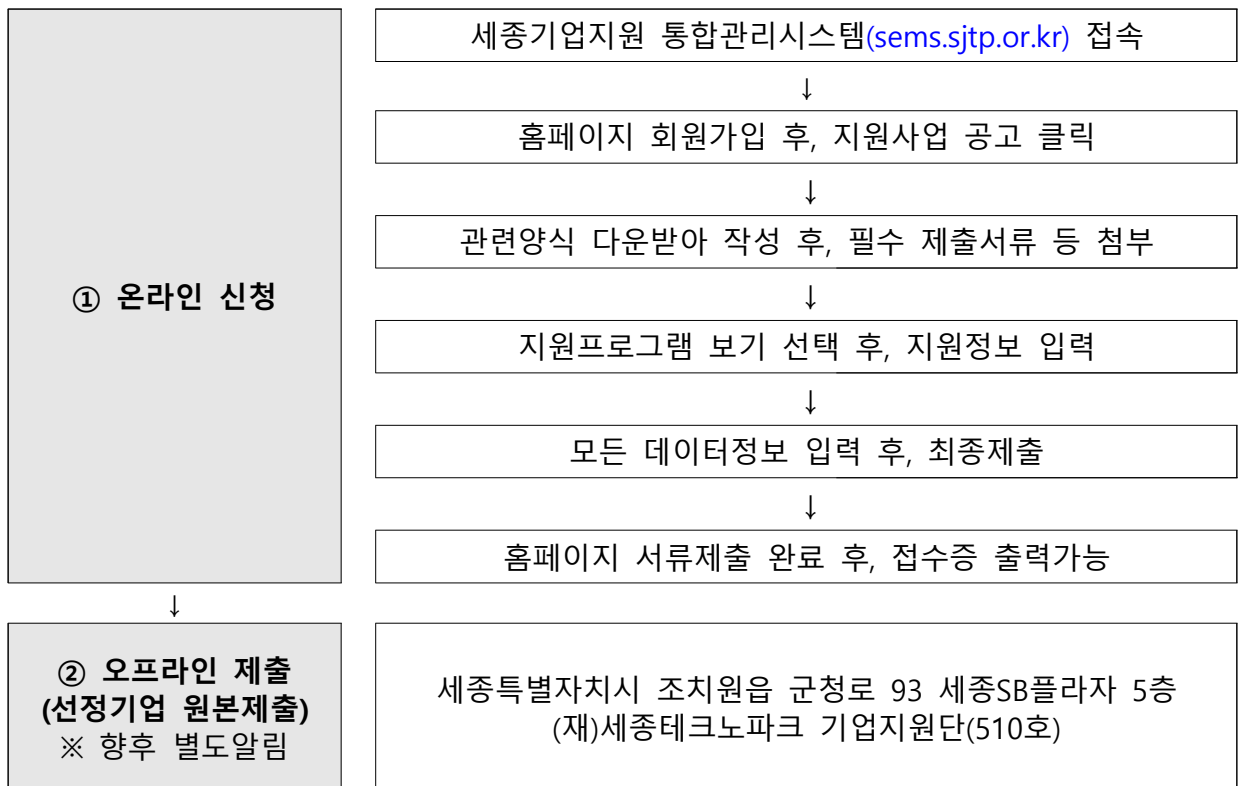 ① 온라인 신청
세종기업지원 통합관리시스템(sems.sjtp.or.kr) 접속
↓
홈페이지 회원가입 후, 지원사업 공고 클릭
↓
관련양식 다운받아 작성 후, 필수 제출서류 등 첨부
↓
지원프로그램 보기 선택 후, 지원정보 입력
↓
모든 데이터정보 입력 후, 최종제출
↓
홈페이지 서류제출 완료 후, 접수증 출력가능
↓
② 오프라인 제출
(선정기업 원본제출)
※ 향후 별도알림
세종특별자치시 조치원읍 군청로 93 세종SB플라자 5층
(재)세종테크노파크 기업지원단(510호)